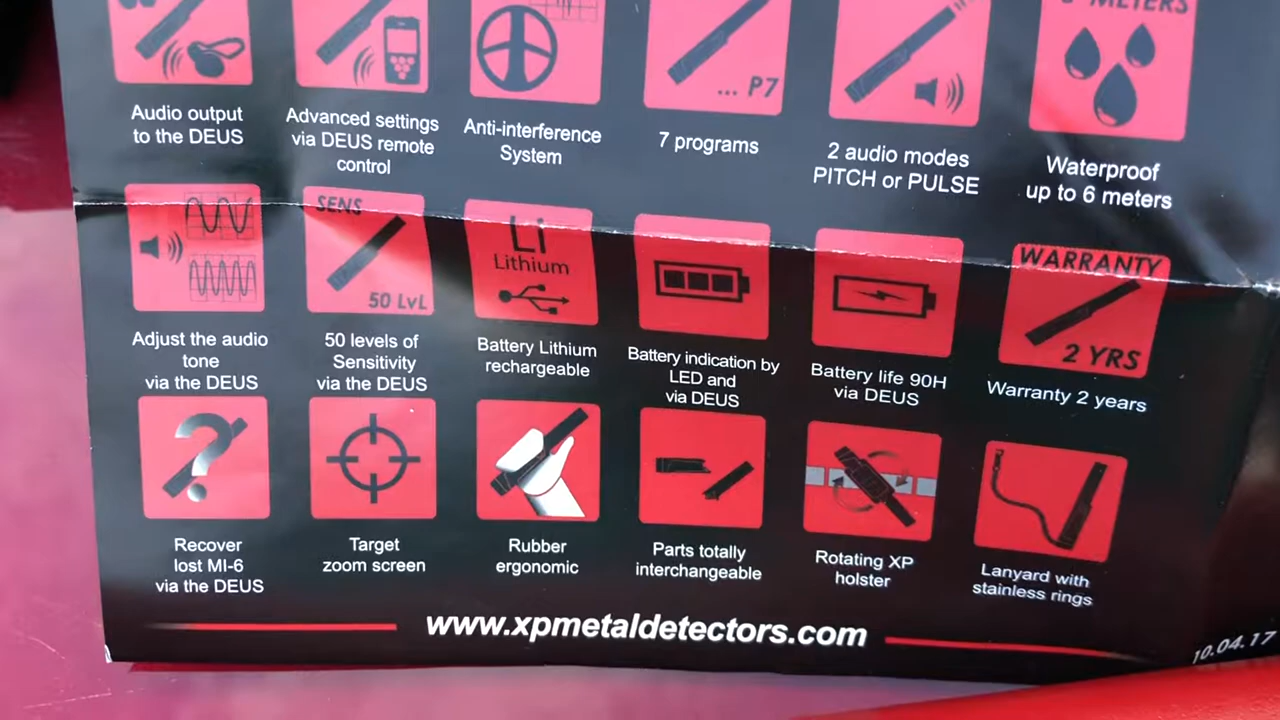 6 METERS
... P7
Audio output
to the DEUS
Advanced settings
via DEUS remote
control
Anti-interference
System
7 programs
2 audio modes
PITCH or PULSE
Waterproof
up to 6 meters
SENS
50 LvL
Li
Lithium
WARRANTY
2 YRS
Adjust the audio
tone
via the DEUS
50 levels of
Sensitivity
via the DEUS
Battery Lithium
rechargeable
Battery indication by
LED and
via DEUS
Battery life 90H
via DEUS
Warranty 2 years
?
Recover
lost MI-6
via the DEUS
Target
zoom screen
Rubber
ergonomic
Parts totally
interchangeable
Rotating XP
holster
Lanyard with
stainless rings
www.xpmetaldetectors.com
10.04.17